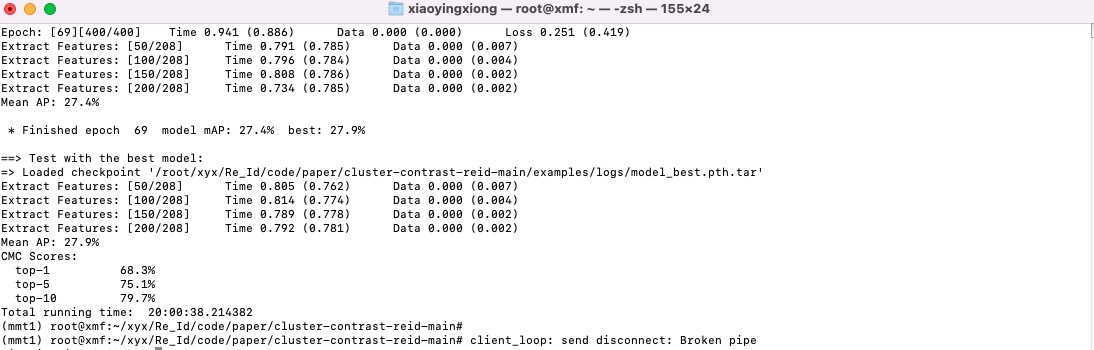 xiaoyingxiong — root@xmf: ~ — -zsh — 155×24
Epoch: [69][400/400] Time 0.941 (0.886) Data 0.000 (0.000) Loss 0.251 (0.419)
Extract Features: [50/208] Time 0.791 (0.785) Data 0.000 (0.007)
Extract Features: [100/208] Time 0.796 (0.784) Data 0.000 (0.004)
Extract Features: [150/208] Time 0.808 (0.786) Data 0.000 (0.002)
Extract Features: [200/208] Time 0.734 (0.785) Data 0.000 (0.002)
Mean AP: 27.4%
* Finished epoch 69 model mAP: 27.4% best: 27.9%
==> Test with the best model:
=> Loaded checkpoint '/root/xyx/Re_Id/code/paper/cluster-contrast-reid-main/examples/logs/model_best.pth.tar'
Extract Features: [50/208] Time 0.805 (0.762) Data 0.000 (0.007)
Extract Features: [100/208] Time 0.814 (0.774) Data 0.000 (0.004)
Extract Features: [150/208] Time 0.789 (0.778) Data 0.000 (0.002)
Extract Features: [200/208] Time 0.792 (0.781) Data 0.000 (0.002)
Mean AP: 27.9%
CMC Scores:
top-1 68.3%
top-5 75.1%
top-10 79.7%
Total running time: 20:00:38.214382
(mmt1) root@xmf:~/xyx/Re_Id/code/paper/cluster-contrast-reid-main#
(mmt1) root@xmf:~/xyx/Re_Id/code/paper/cluster-contrast-reid-main# client_loop: send disconnect: Broken pipe